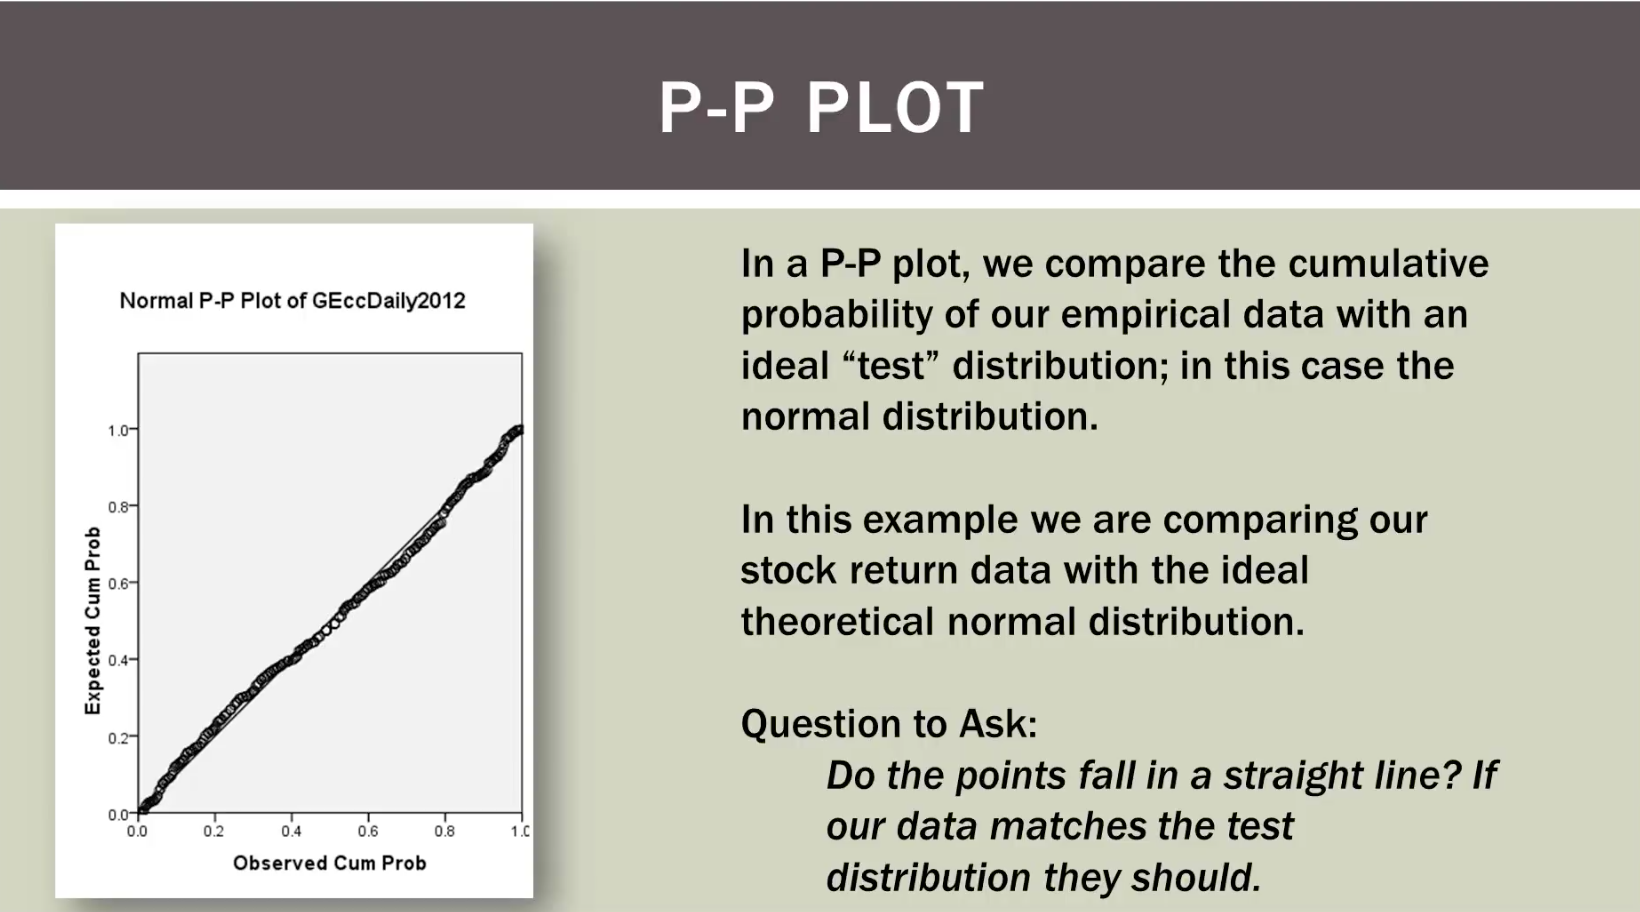 P-P PLOT
Normal P-P Plot of GEccDaily2012
Expected Cum Prob
1.0
0.8
0.6
0.4
0.2
0.0
0.0 0.2 0.4 0.6 0.8 1.0
Observed Cum Prob
In a P-P plot, we compare the cumulative
probability of our empirical data with an
ideal “test” distribution; in this case the
normal distribution.
In this example we are comparing our
stock return data with the ideal
theoretical normal distribution.
Question to Ask:
Do the points fall in a straight line? If
our data matches the test
distribution they should.